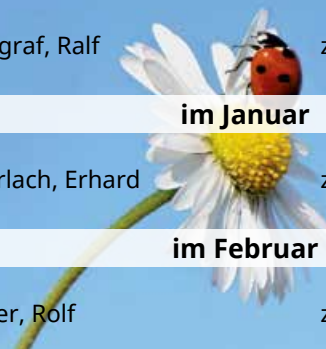 graf, Ralf z
im Januar
rlach, Erhard z
im Februar
er, Rolf z